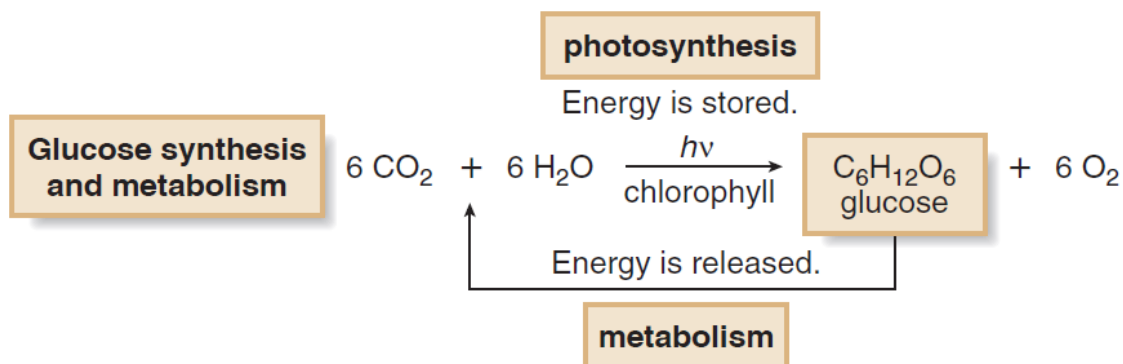 photosynthesis
Energy is stored.
Glucose synthesis
and metabolism
6 CO₂ + 6 H₂O
hν
chlorophyll
C₆H₁₂O₆
glucose
+ 6 O₂
Energy is released.
metabolism